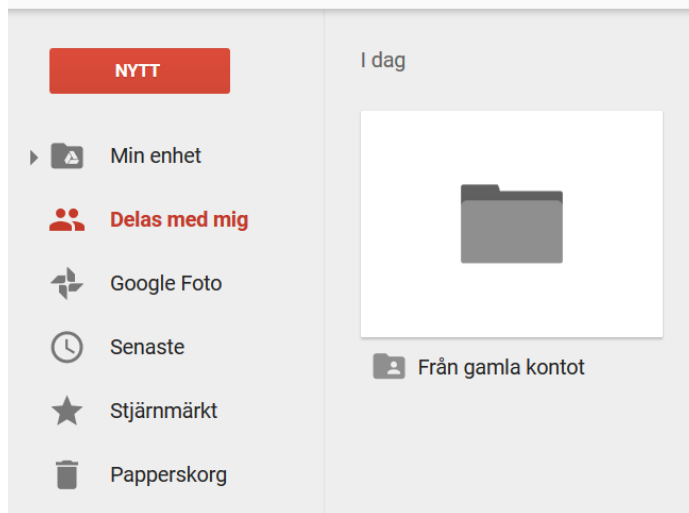 NYTT
Min enhet
Delas med mig
Google Foto
Senaste
Stjärnmärkt
Papperskorg
I dag
Från gamla kontot